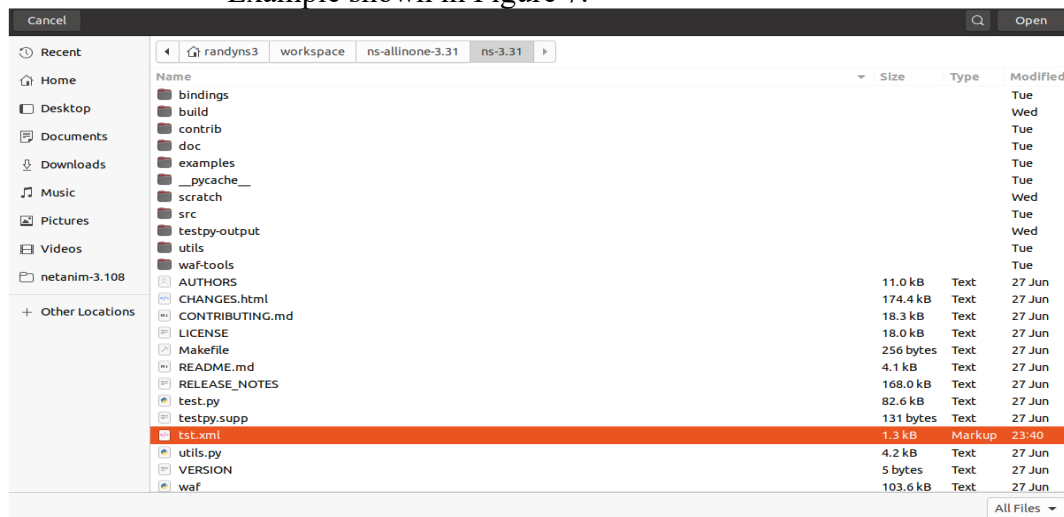 Example shown in Figure 7.
Cancel Open
Recent
Home
Desktop
Documents
Downloads
Music
Pictures
Videos
netanim-3.108
+ Other Locations
randyns3 workspace ns-allinone-3.31 ns-3.31
Name Size Type Modified
bindings Tue
build Wed
contrib Tue
doc Tue
examples Tue
__pycache__ Tue
scratch Wed
src Tue
testpy-output Wed
utils Tue
waf-tools Tue
AUTHORS 11.0 kB Text 27 Jun
CHANGES.html 174.4 kB Text 27 Jun
CONTRIBUTING.md 18.3 kB Text 27 Jun
LICENSE 18.0 kB Text 27 Jun
Makefile 256 bytes Text 27 Jun
README.md 4.1 kB Text 27 Jun
RELEASE_NOTES 168.0 kB Text 27 Jun
test.py 82.6 kB Text 27 Jun
testpy.supp 131 bytes Text 27 Jun
tst.xml 1.3 kB Markup 23:40
utils.py 4.2 kB Text 27 Jun
VERSION 5 bytes Text 27 Jun
waf 103.6 kB Text 27 Jun
All Files